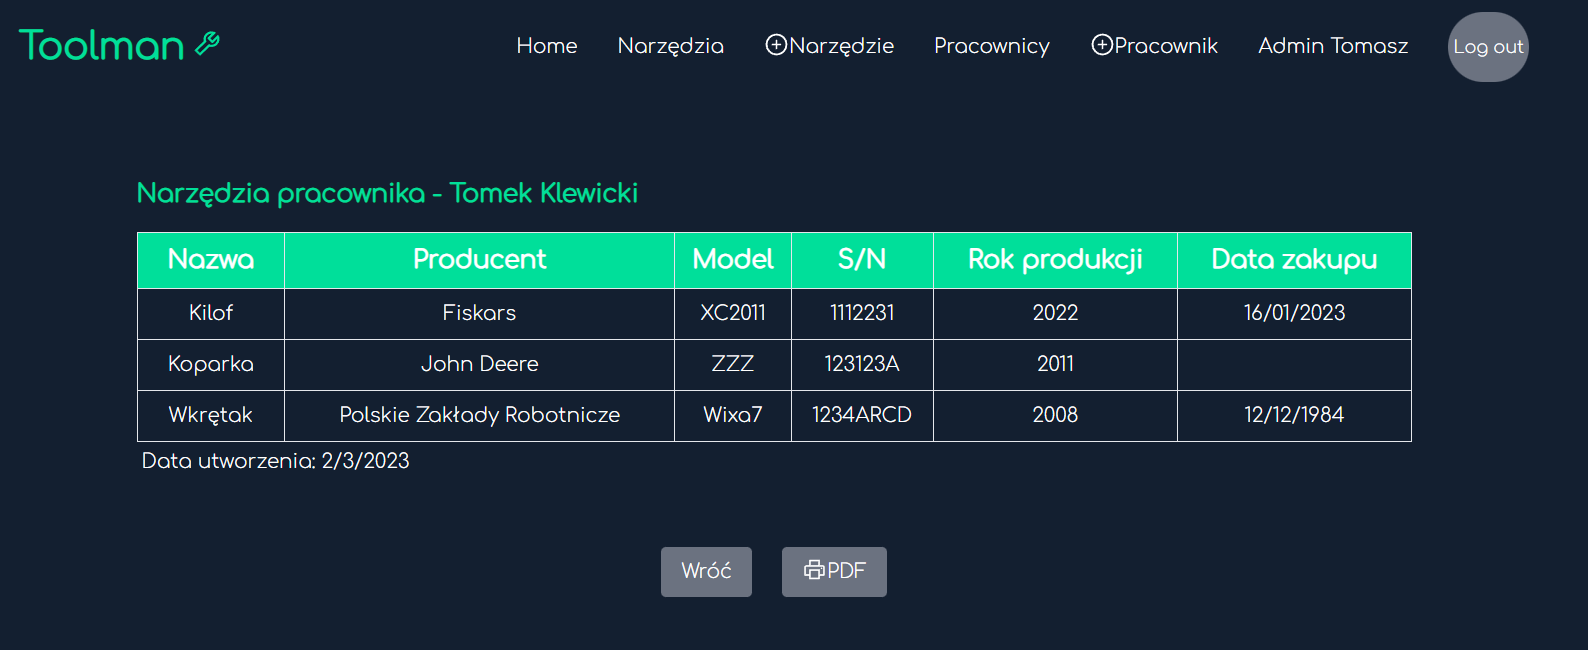 Toolman Home Narzędzia Narzędzie Pracownicy Pracownik Admin Tomasz Log out
Narzędzia pracownika - Tomek Klewicki
Nazwa Producent Model S/N Rok produkcji Data zakupu
Kilof Fiskars XC2011 1112231 2022 16/01/2023
Koparka John Deere ZZZ 123123A 2011
Wkrętak Polskie Zakłady Robotnicze Wixa7 1234ARCD 2008 12/12/1984
Data utworzenia: 2/3/2023
Wróć PDF